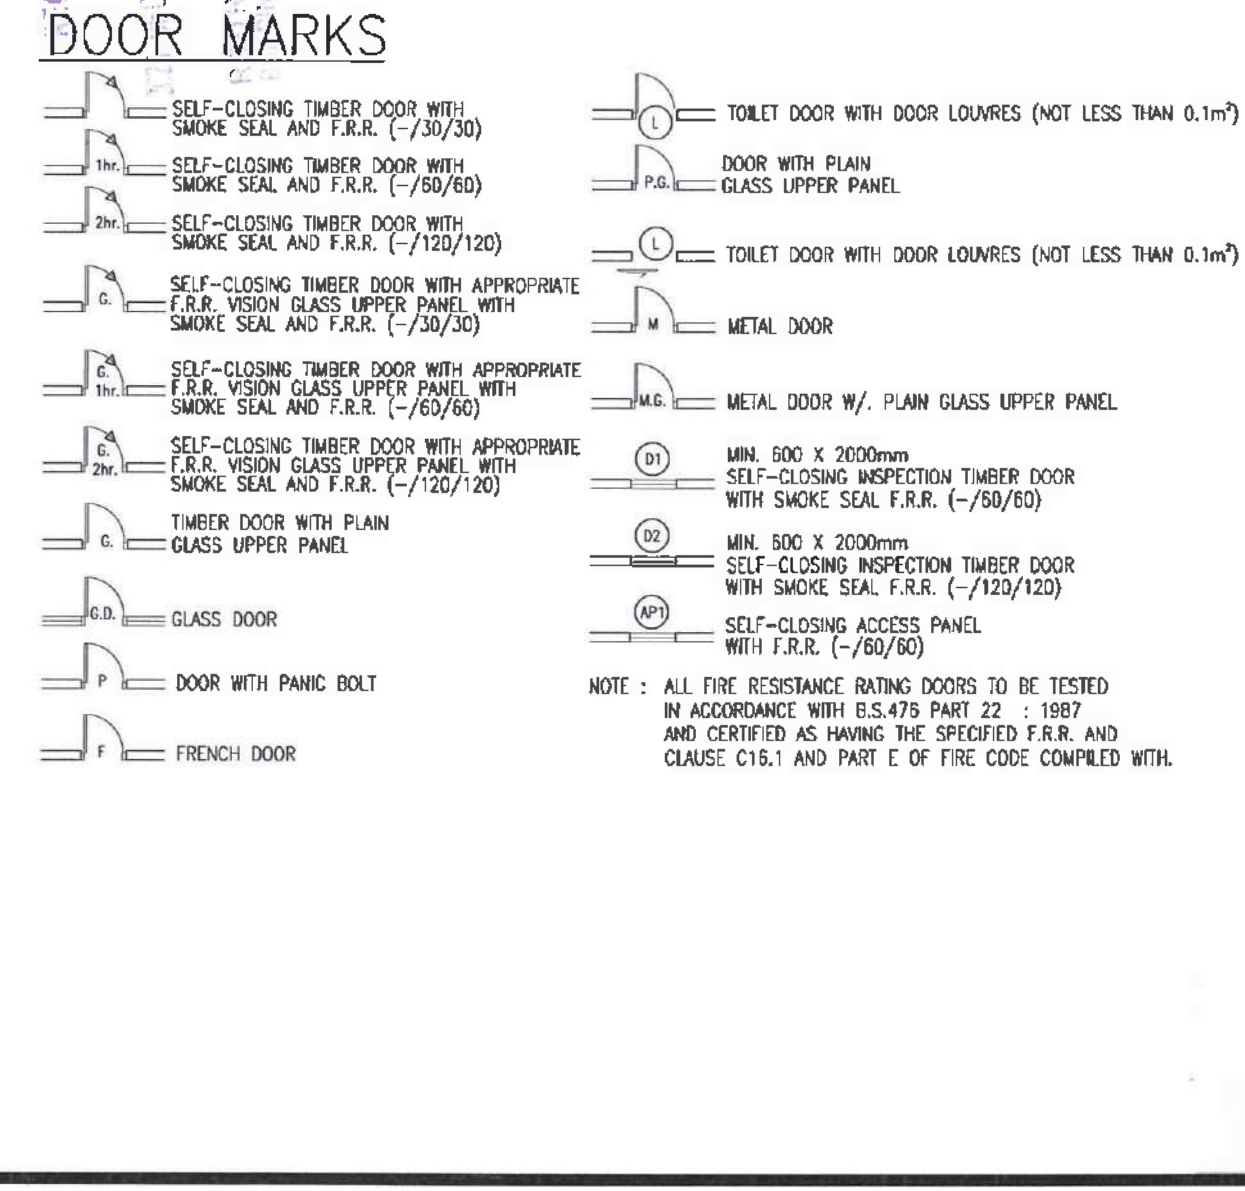 DOOR MARKS
SELF-CLOSING TIMBER DOOR WITH
SMOKE SEAL AND F.R.R. (-/30/30)
1hr.
SELF-CLOSING TIMBER DOOR WITH
SMOKE SEAL AND F.R.R. (-/60/60)
2hr.
SELF-CLOSING TIMBER DOOR WITH
SMOKE SEAL AND F.R.R. (-/120/120)
G.
SELF-CLOSING TIMBER DOOR WITH APPROPRIATE
F.R.R. VISION GLASS UPPER PANEL WITH
SMOKE SEAL AND F.R.R. (-/30/30)
G.
1hr.
SELF-CLOSING TIMBER DOOR WITH APPROPRIATE
F.R.R. VISION GLASS UPPER PANEL WITH
SMOKE SEAL AND F.R.R. (-/60/60)
G.
2hr.
SELF-CLOSING TIMBER DOOR WITH APPROPRIATE
F.R.R. VISION GLASS UPPER PANEL WITH
SMOKE SEAL AND F.R.R. (-/120/120)
G.
TIMBER DOOR WITH PLAIN
GLASS UPPER PANEL
G.D. GLASS DOOR
P DOOR WITH PANIC BOLT
F FRENCH DOOR
L TOILET DOOR WITH DOOR LOUVRES (NOT LESS THAN 0.1m²)
P.G.
DOOR WITH PLAIN
GLASS UPPER PANEL
L TOILET DOOR WITH DOOR LOUVRES (NOT LESS THAN 0.1m²)
M METAL DOOR
M.G. METAL DOOR W/. PLAIN GLASS UPPER PANEL
D1 MIN. 600 X 2000mm
SELF-CLOSING INSPECTION TIMBER DOOR
WITH SMOKE SEAL F.R.R. (-/60/60)
D2 MIN. 600 X 2000mm
SELF-CLOSING INSPECTION TIMBER DOOR
WITH SMOKE SEAL F.R.R. (-/120/120)
AP1 SELF-CLOSING ACCESS PANEL
WITH F.R.R. (-/60/60)
NOTE : ALL FIRE RESISTANCE RATING DOORS TO BE TESTED
IN ACCORDANCE WITH B.S.476 PART 22 : 1987
AND CERTIFIED AS HAVING THE SPECIFIED F.R.R. AND
CLAUSE C16.1 AND PART E OF FIRE CODE COMPILED WITH.